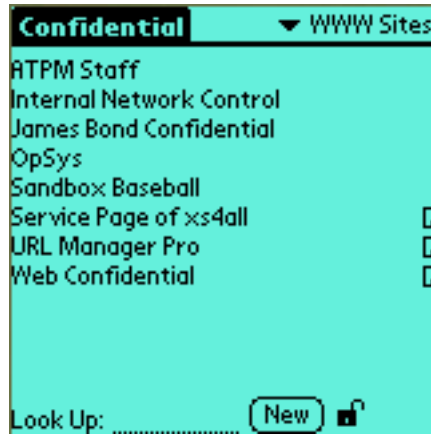 Confidential WWW Sites
ATPM Staff
Internal Network Control
James Bond Confidential
OpSys
Sandbox Baseball
Service Page of xs4all
URL Manager Pro
Web Confidential
Look Up: New